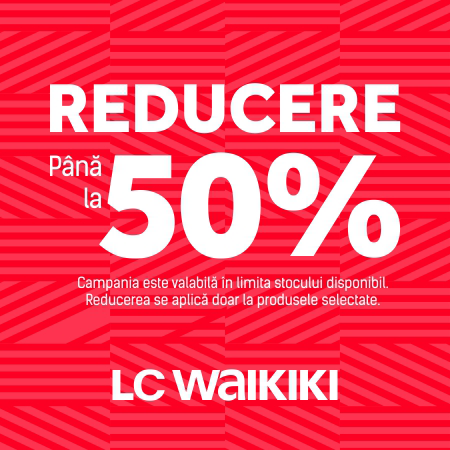 REDUCERE
Până
la
50%
Campania este valabilă în limita stocului disponibil.
Reducerea se aplică doar la produsele selectate.
LC WAIKIKI